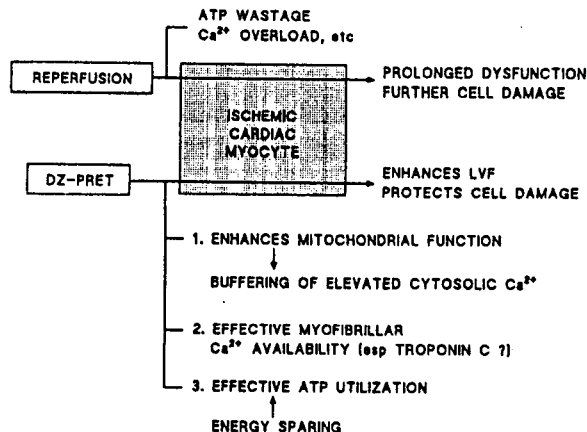 ATP WASTAGE
Ca²⁺ OVERLOAD, etc
REPERFUSION
PROLONGED DYSFUNCTION
FURTHER CELL DAMAGE
ISCHEMIC
CARDIAC
MYOCYTE
DZ-PRET
ENHANCES LVF
PROTECTS CELL DAMAGE
1. ENHANCES MITOCHONDRIAL FUNCTION
BUFFERING OF ELEVATED CYTOSOLIC Ca²⁺
2. EFFECTIVE MYOFIBRILLAR
Ca²⁺ AVAILABILITY (esp TROPONIN C ?)
3. EFFECTIVE ATP UTILIZATION
ENERGY SPARING